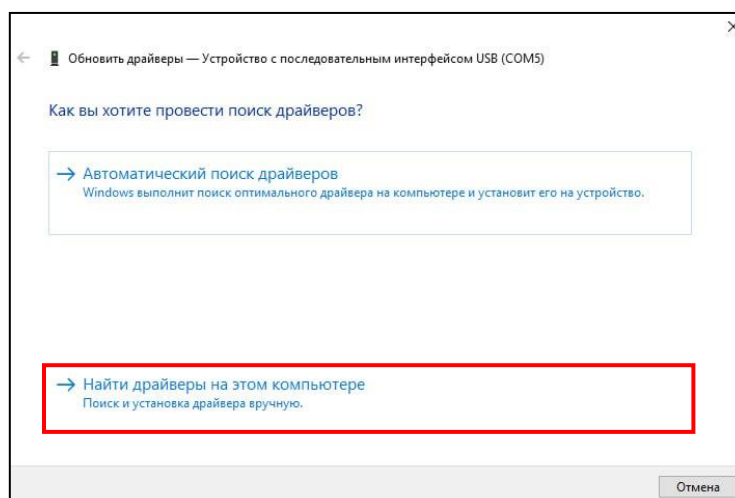 Обновить драйверы — Устройство с последовательным интерфейсом USB (COM5)
Как вы хотите провести поиск драйверов?
Автоматический поиск драйверов
Windows выполнит поиск оптимального драйвера на компьютере и установит его на устройство.
Найти драйверы на этом компьютере
Поиск и установка драйвера вручную.
Отмена